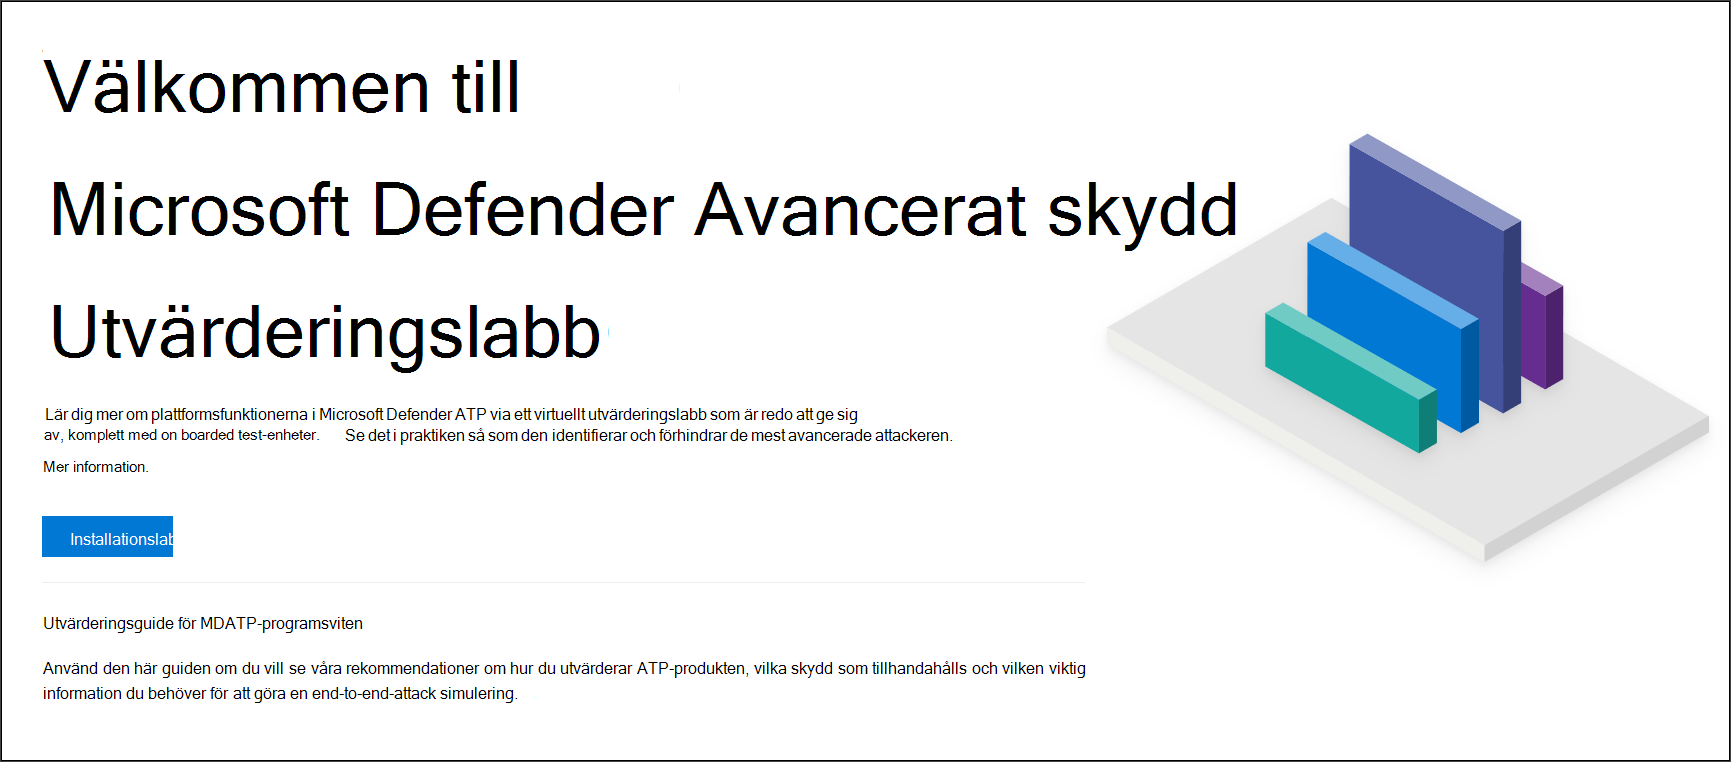 Välkommen till
Microsoft Defender Avancerat skydd
Utvärderingslabb
Lär dig mer om plattformsfunktionerna i Microsoft Defender ATP via ett virtuellt utvärderingslabb som är redo att ge sig
av, komplett med on boarded test-enheter. Se det i praktiken så som den identifierar och förhindrar de mest avancerade attackeren.
Mer information.
Installationslab
Utvärderingsguide för MDATP-programsviten
Använd den här guiden om du vill se våra rekommendationer om hur du utvärderar ATP-produkten, vilka skydd som tillhandahålls och vilken viktig
information du behöver för att göra en end-to-end-attack simulering.